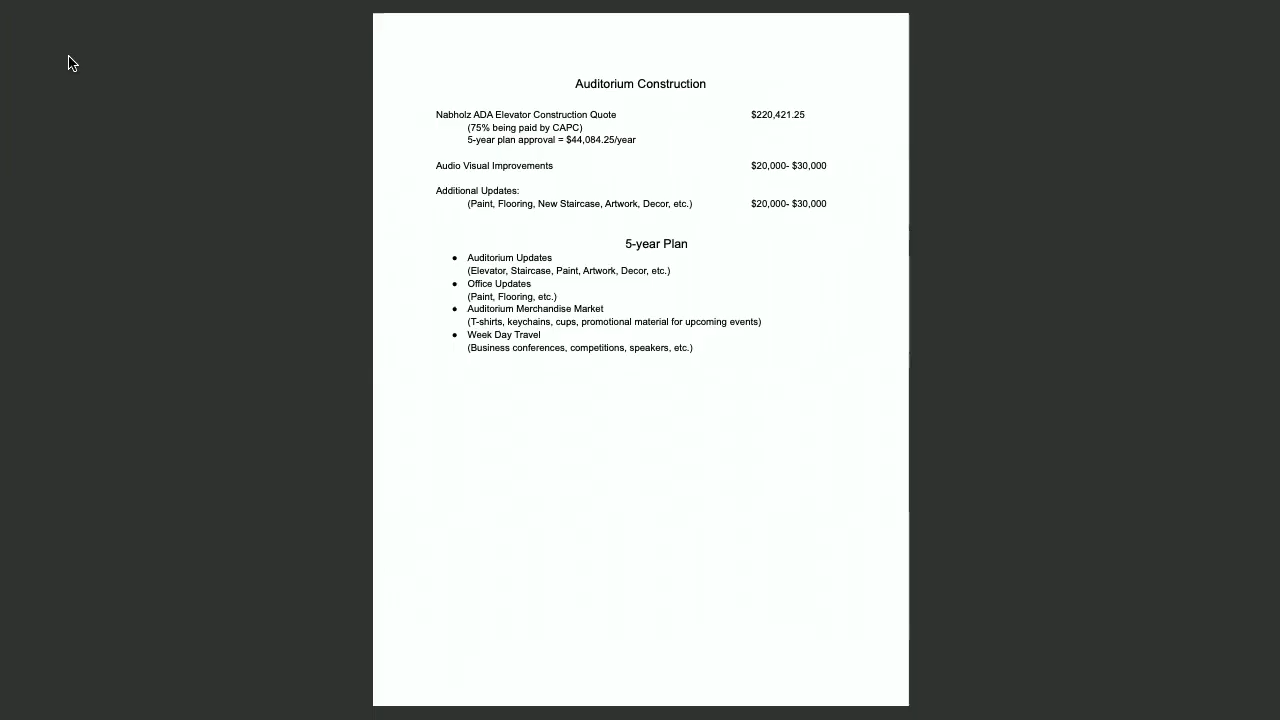 Auditorium Construction
Nabholz ADA Elevator Construction Quote $220,421.25
(75% being paid by CAPC)
5-year plan approval = $44,084.25/year
Audio Visual Improvements $20,000- $30,000
Additional Updates:
(Paint, Flooring, New Staircase, Artwork, Decor, etc.) $20,000- $30,000
5-year Plan
● Auditorium Updates
(Elevator, Staircase, Paint, Artwork, Decor, etc.)
● Office Updates
(Paint, Flooring, etc.)
● Auditorium Merchandise Market
(T-shirts, keychains, cups, promotional material for upcoming events)
● Week Day Travel
(Business conferences, competitions, speakers, etc.)